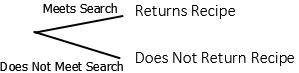 Meets Search
Returns Recipe
Does Not Return Recipe
Does Not Meet Search